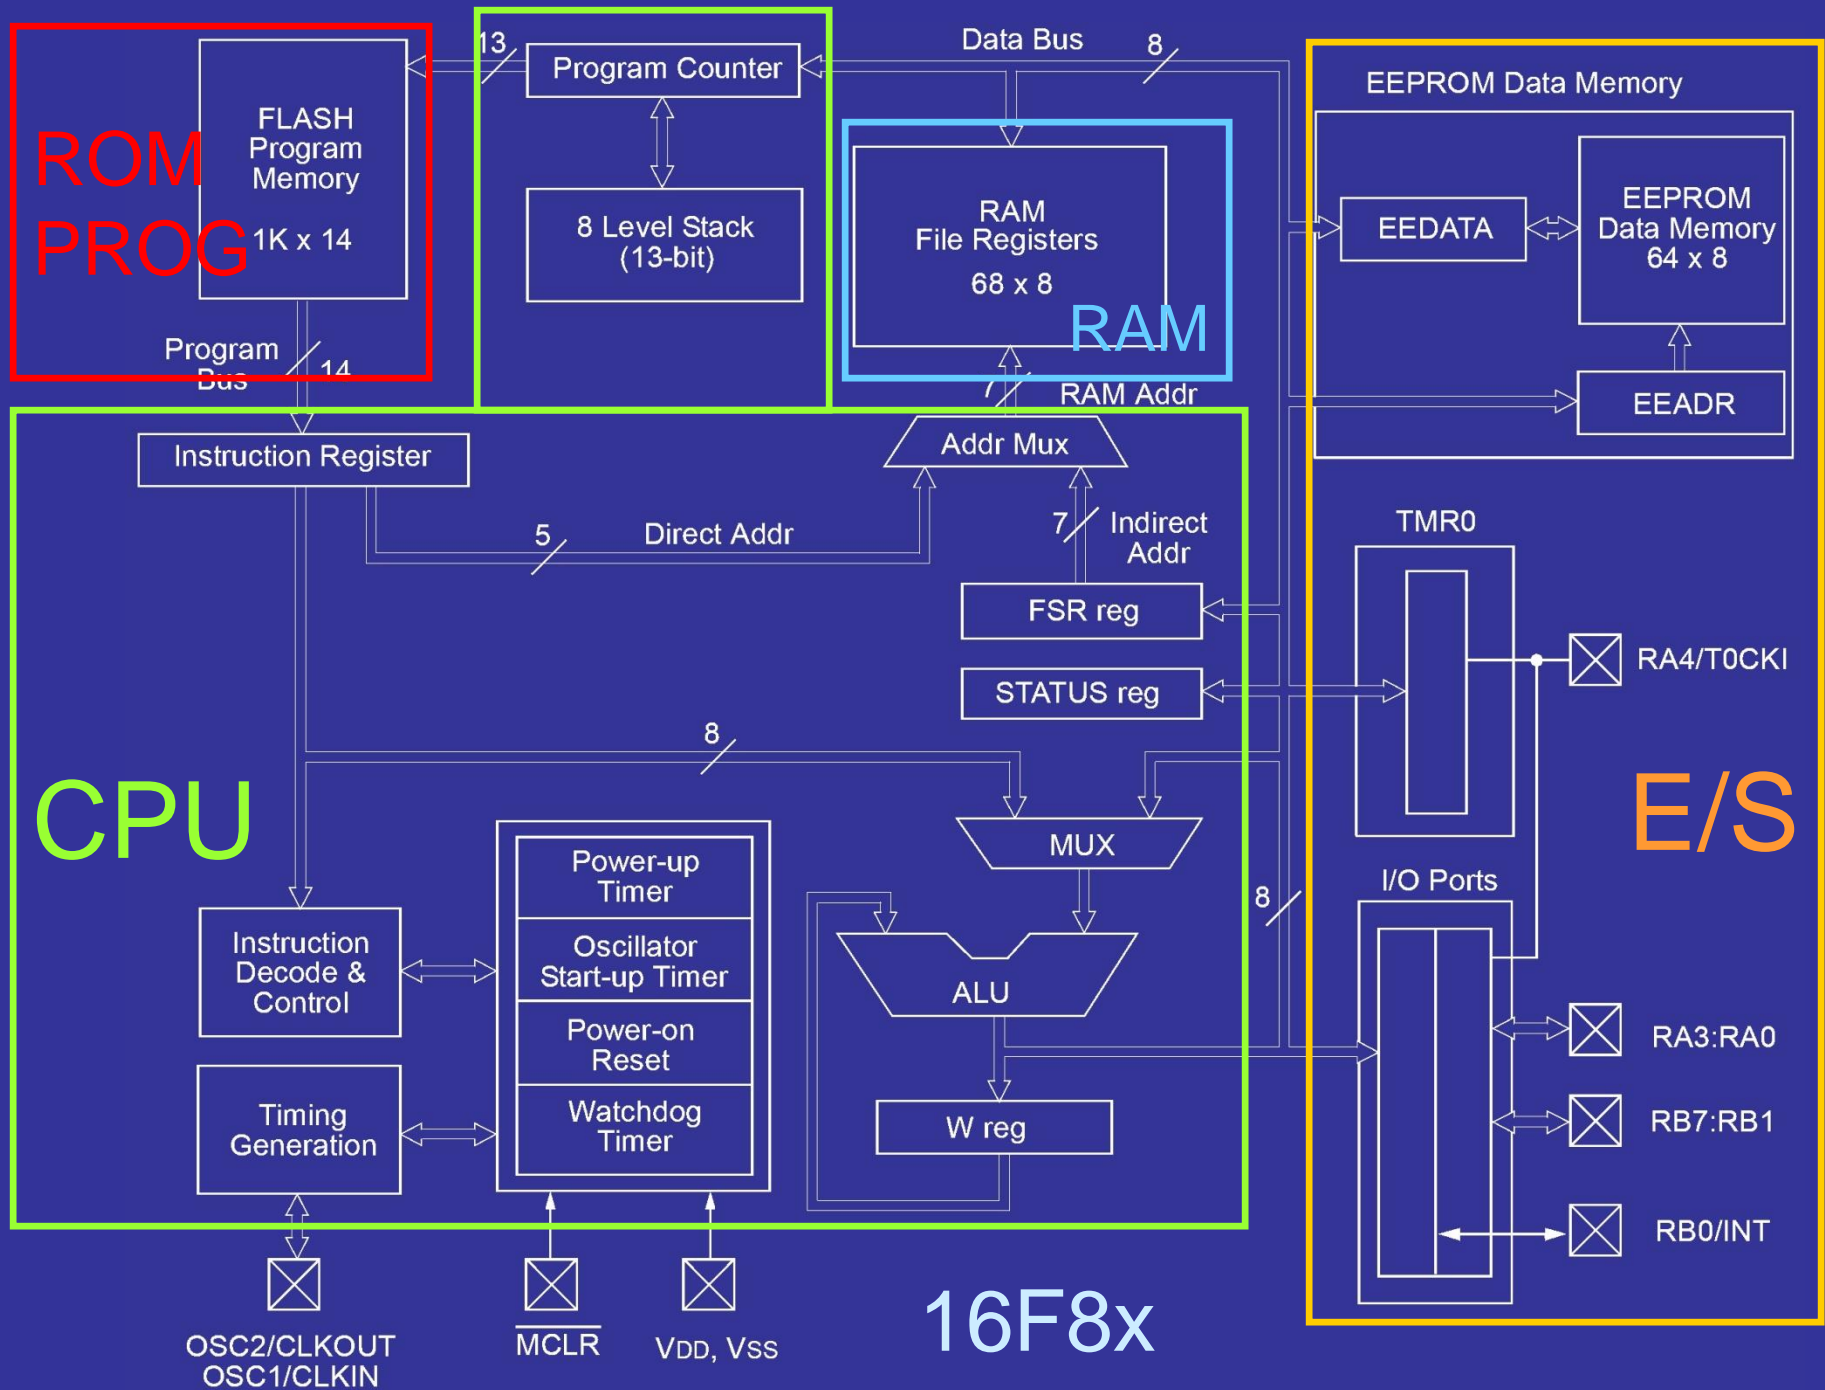 13
Program Counter
Data Bus
8
EEPROM Data Memory
FLASH
Program
Memory
1K x 14
ROM
PROG
8 Level Stack
(13-bit)
RAM
File Registers
68 x 8
RAM
EEDATA
EEPROM
Data Memory
64 x 8
EEADR
Program
Bus
14
7
RAM Addr
Instruction Register
Addr Mux
5
Direct Addr
7
Indirect
Addr
FSR reg
STATUS reg
TMR0
RA4/T0CKI
8
CPU
MUX
E/S
Power-up
Timer
Oscillator
Start-up Timer
Power-on
Reset
Watchdog
Timer
Instruction
Decode &
Control
Timing
Generation
ALU
W reg
8
I/O Ports
RA3:RA0
RB7:RB1
RB0/INT
OSC2/CLKOUT
OSC1/CLKIN
MCLR
VDD, VSS
16F8x